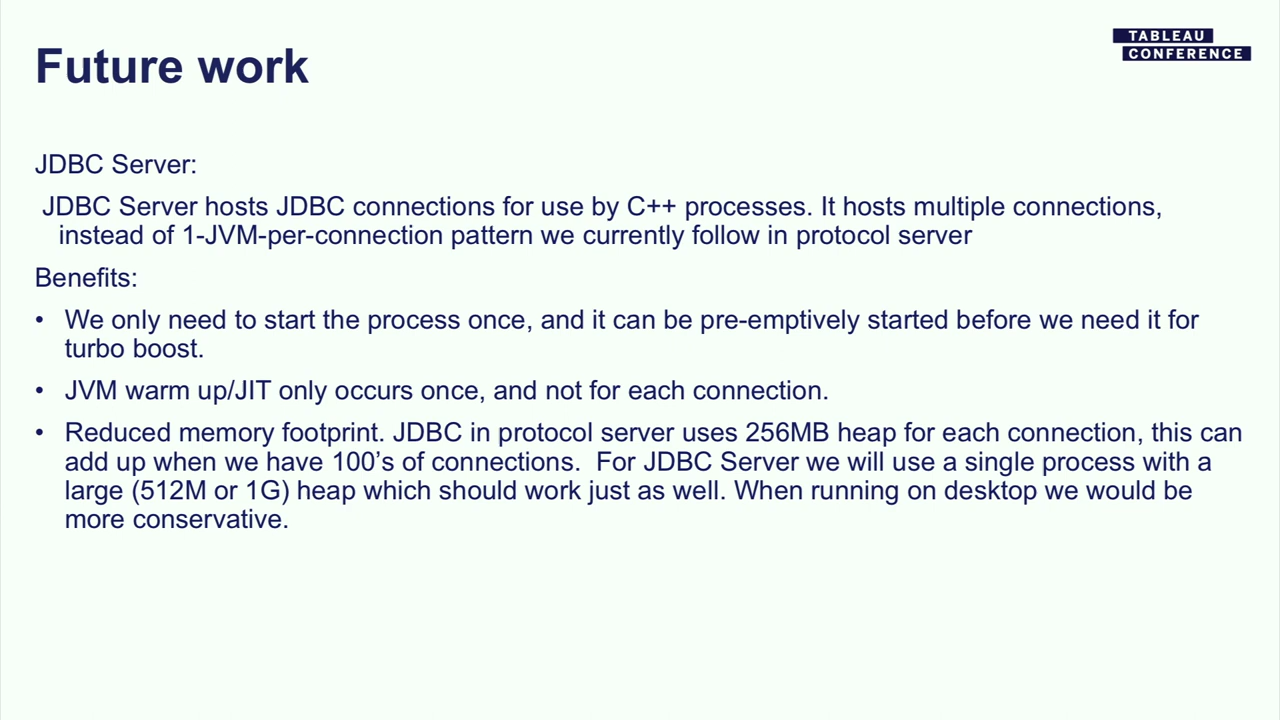 TABLEAU
CONFERENCE
Future work
JDBC Server:
JDBC Server hosts JDBC connections for use by C++ processes. It hosts multiple connections,
instead of 1-JVM-per-connection pattern we currently follow in protocol server
Benefits:
• We only need to start the process once, and it can be pre-emptively started before we need it for
turbo boost.
• JVM warm up/JIT only occurs once, and not for each connection.
• Reduced memory footprint. JDBC in protocol server uses 256MB heap for each connection, this can
add up when we have 100’s of connections.  For JDBC Server we will use a single process with a
large (512M or 1G) heap which should work just as well. When running on desktop we would be
more conservative.